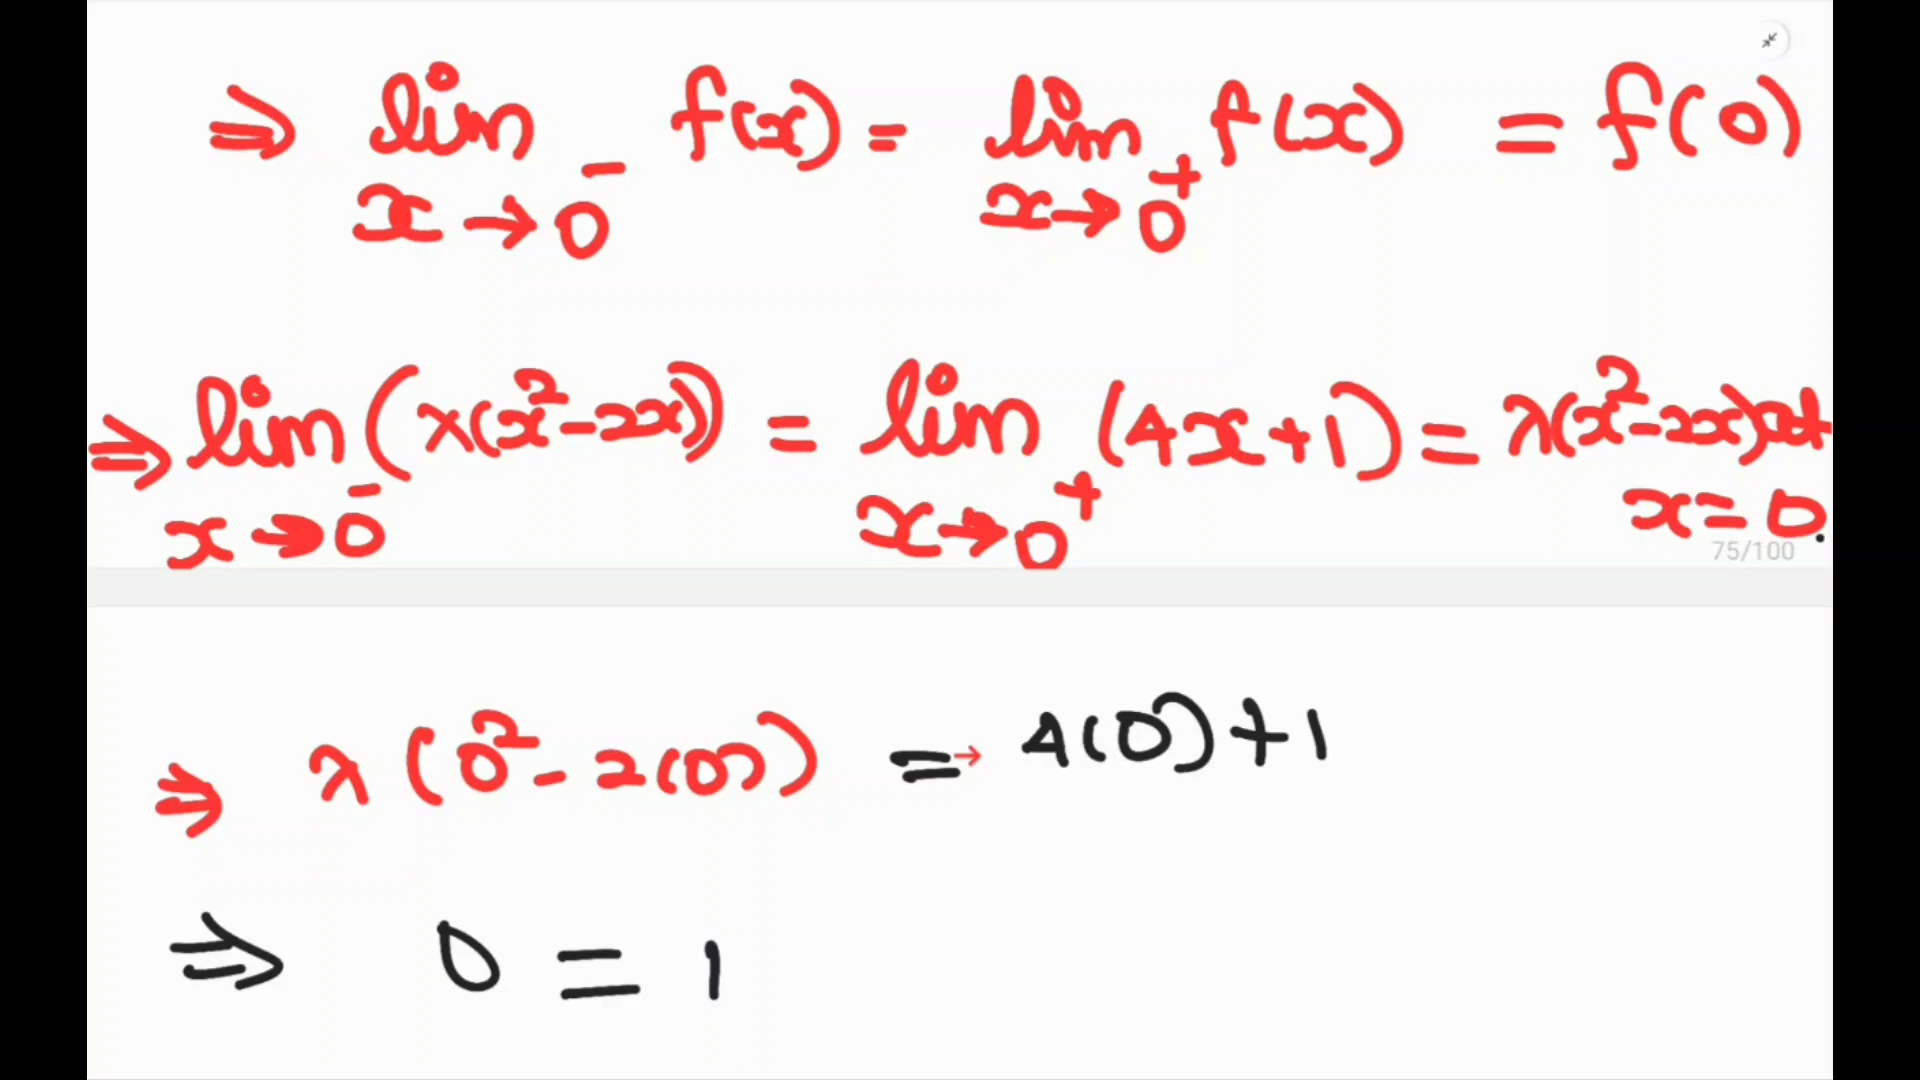 ⇒ lim f(x) = lim f(x) = f(0)
x→0⁻ x→0⁺
⇒ lim (λ(x²-2x)) = lim (4x+1) = λ(x²-2x) at
x→0⁻ x→0⁺ x=0
75/100
⇒ λ(0²-2(0)) = → 4(0)+1
⇒ 0 = 1